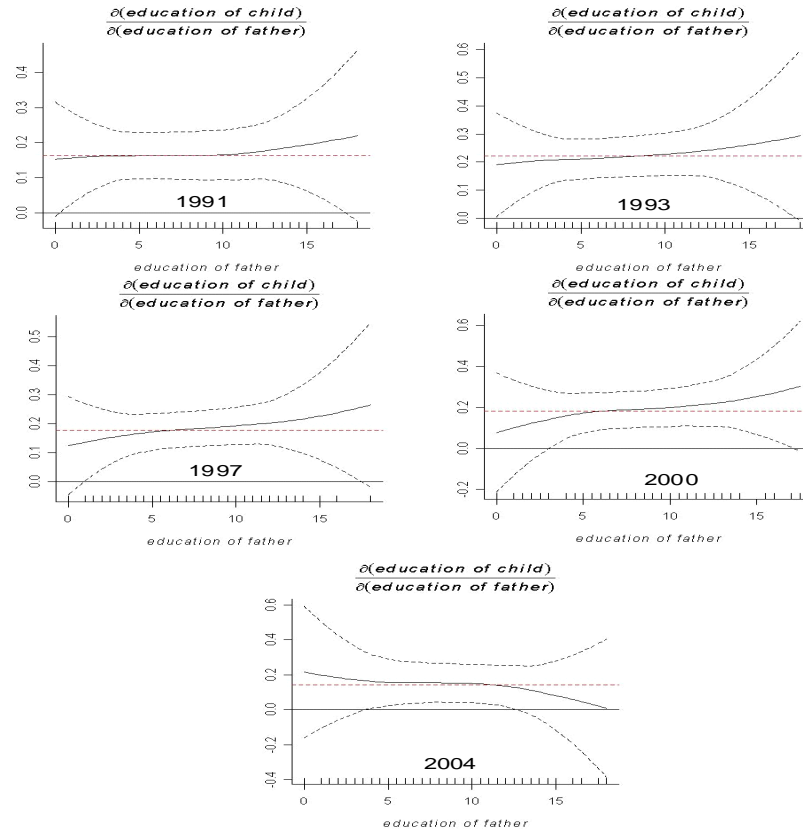 ∂(education of child)
∂(education of father)
0.0 0.1 0.2 0.3 0.4
1991
0 5 10 15
education of father
∂(education of child)
∂(education of father)
0.0 0.1 0.2 0.3 0.4 0.5 0.6
1993
0 5 10 15
education of father
∂(education of child)
∂(education of father)
0.0 0.1 0.2 0.3 0.4 0.5
1997
0 5 10 15
education of father
∂(education of child)
∂(education of father)
-0.2 0.0 0.2 0.4 0.6
2000
0 5 10 15
education of father
∂(education of child)
∂(education of father)
-0.4 -0.2 0.0 0.2 0.4 0.6
2004
0 5 10 15
education of father